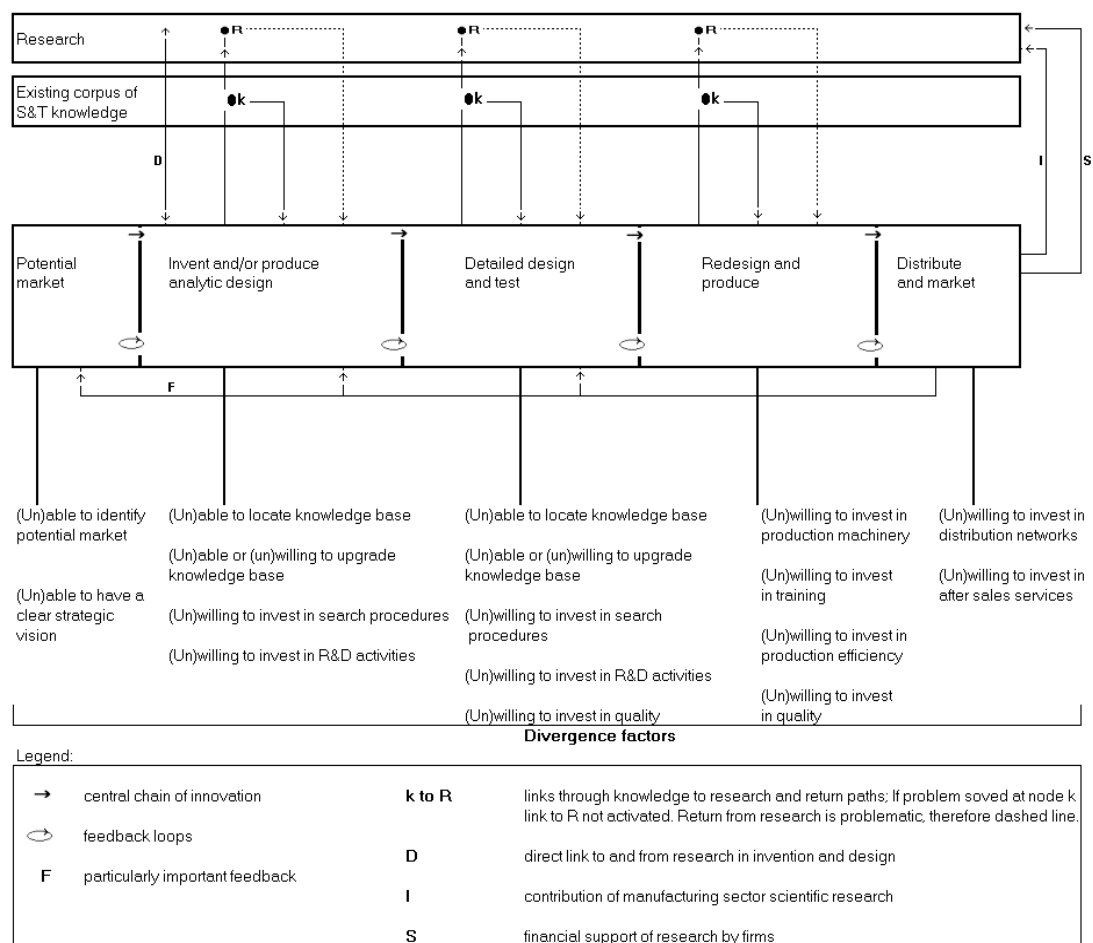 Research
R
R
R
Existing corpus of
S&T knowledge
k
k
k
D
I
S
Potential
market
Invent and/or produce
analytic design
Detailed design
and test
Redesign and
produce
Distribute
and market
F
(Un)able to identify
potential market
(Un)able to have a
clear strategic
vision
(Un)able to locate knowledge base
(Un)able or (un)willing to upgrade
knowledge base
(Un)willing to invest in search procedures
(Un)willing to invest in R&D activities
(Un)able to locate knowledge base
(Un)able or (un)willing to upgrade
knowledge base
(Un)willing to invest in search
procedures
(Un)willing to invest in R&D activities
(Un)willing to invest in quality
(Un)willing to invest in
production machinery
(Un)willing to invest
in training
(Un)willing to invest in
production efficiency
(Un)willing to invest
in quality
(Un)willing to invest in
distribution networks
(Un)willing to invest in
after sales services
Divergence factors
Legend:
central chain of innovation
feedback loops
F particularly important feedback
k to R links through knowledge to research and return paths; If problem soved at node k
link to R not activated. Return from research is problematic, therefore dashed line.
D direct link to and from research in invention and design
I contribution of manufacturing sector scientific research
S financial support of research by firms